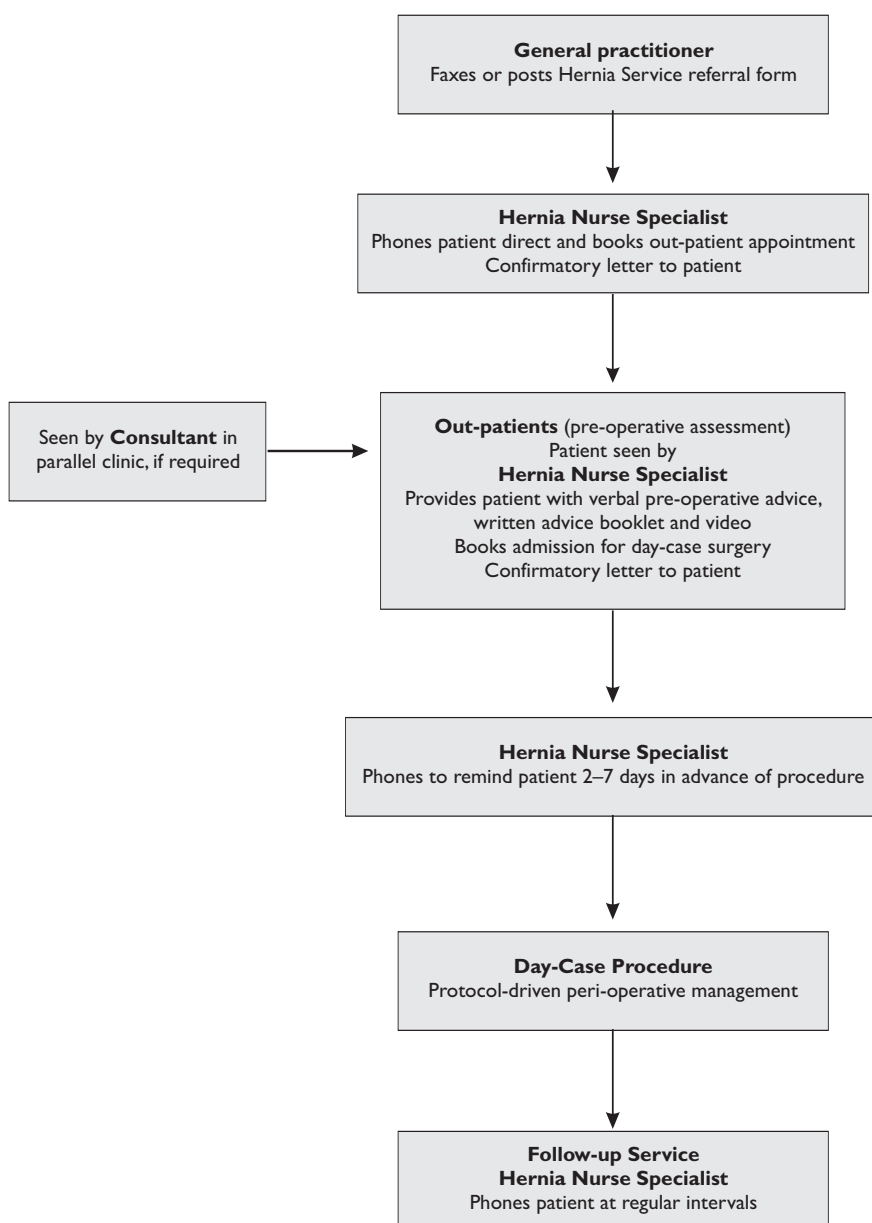 General practitioner
Faxes or posts Hernia Service referral form
Hernia Nurse Specialist
Phones patient direct and books out-patient appointment
Confirmatory letter to patient
Seen by Consultant in
parallel clinic, if required
Out-patients (pre-operative assessment)
Patient seen by
Hernia Nurse Specialist
Provides patient with verbal pre-operative advice,
written advice booklet and video
Books admission for day-case surgery
Confirmatory letter to patient
Hernia Nurse Specialist
Phones to remind patient 2–7 days in advance of procedure
Day-Case Procedure
Protocol-driven peri-operative management
Follow-up Service
Hernia Nurse Specialist
Phones patient at regular intervals